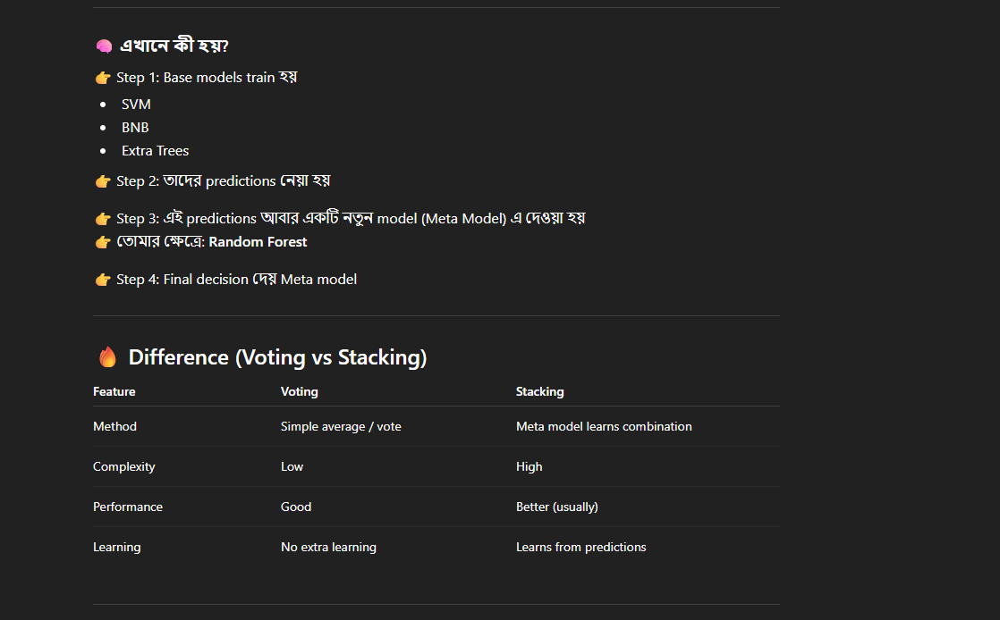 🧠 এখানে কী হয়?
👉 Step 1: Base models train হয়
• SVM
• BNB
• Extra Trees
👉 Step 2: তাদের predictions নেয়া হয়
👉 Step 3: এই predictions আবার একটি নতুন model (Meta Model) এ দেওয়া হয়
👉 তোমার ক্ষেত্রে: Random Forest
👉 Step 4: Final decision দেয় Meta model
🔥 Difference (Voting vs Stacking)
Feature Voting Stacking
Method Simple average / vote Meta model learns combination
Complexity Low High
Performance Good Better (usually)
Learning No extra learning Learns from predictions